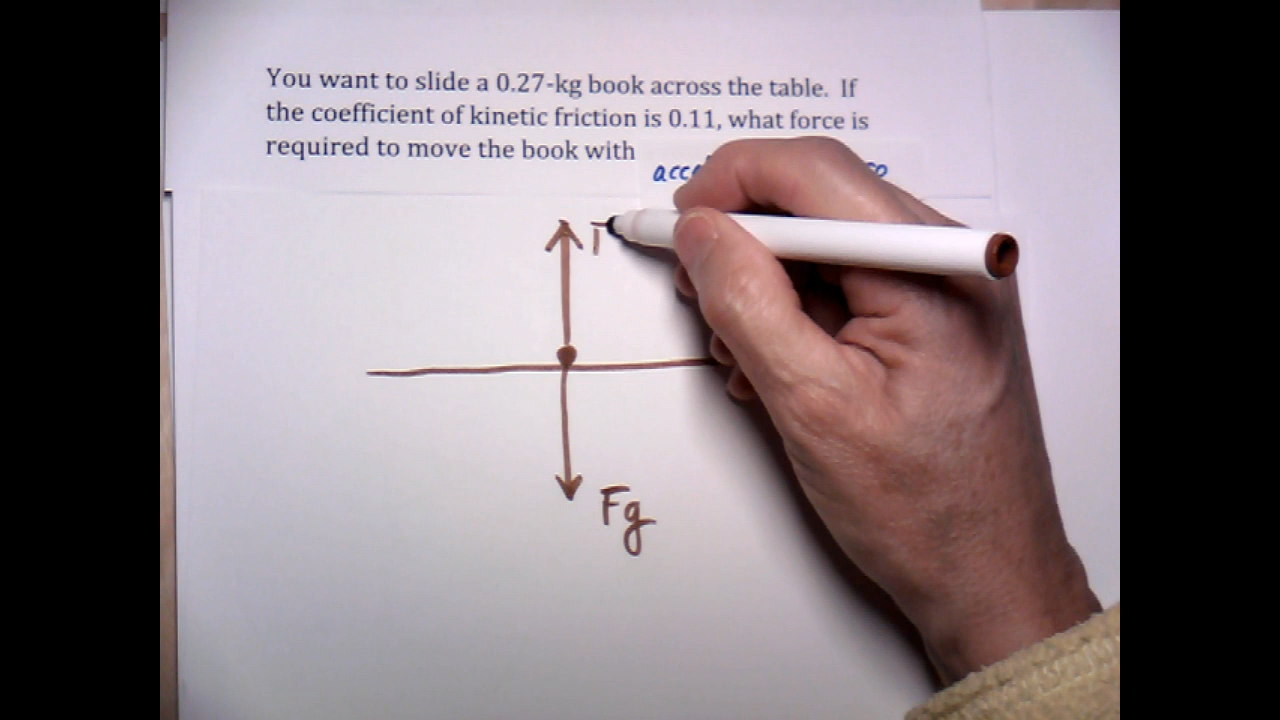 You want to slide a 0.27-kg book across the table. If
the coefficient of kinetic friction is 0.11, what force is
required to move the book with
Fg